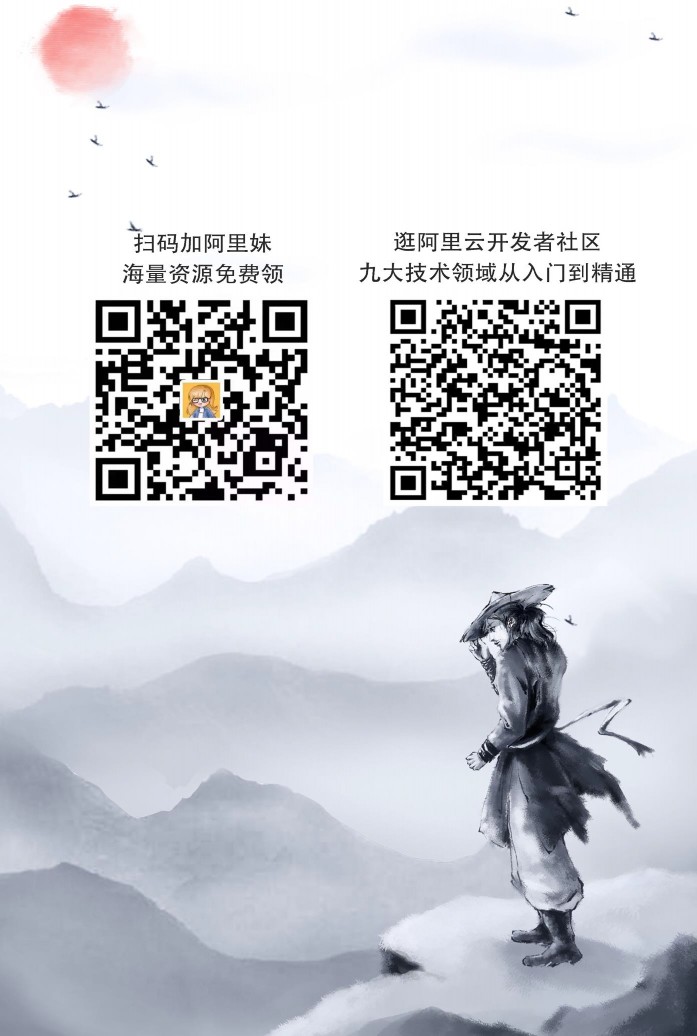 扫码加阿里妹
海量资源免费领
逛阿里云开发者社区
九大技术领域从入门到精通